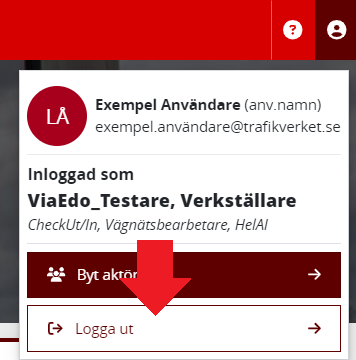 ?
LÅ
Exempel Användare (anv.namn)
exempel.användare@trafikverket.se
Inloggad som
ViaEdo_Testare, Verkställare
CheckUt/In, Vägnätsbearbetare, HelAI
Byt aktör
Logga ut